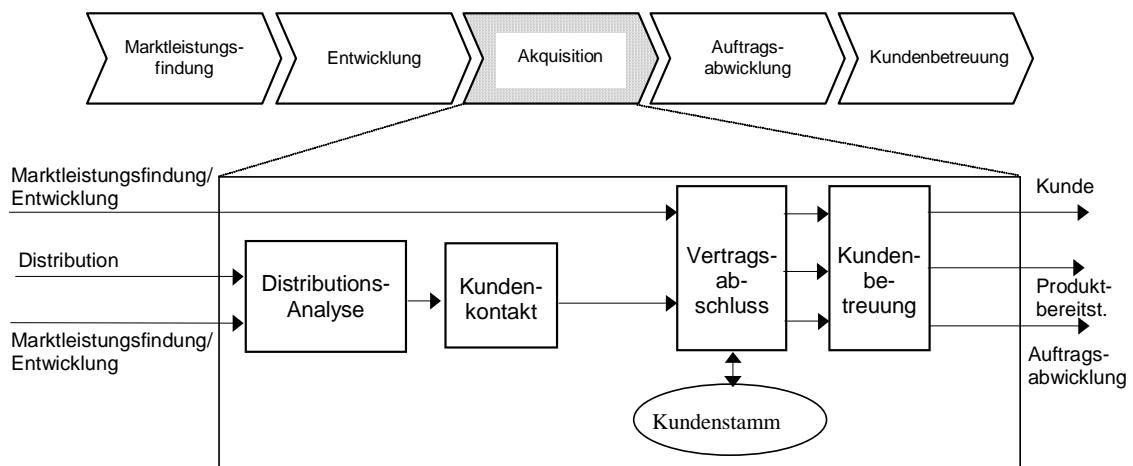 Marktleistungs-
findung
Entwicklung
Akquisition
Auftrags-
abwicklung
Kundenbetreuung
Marktleistungsfindung/
Entwicklung
Distribution
Marktleistungsfindung/
Entwicklung
Distributions-
Analyse
Kunden-
kontakt
Vertrags-
ab-
schluss
Kunden-
be-
treuung
Kundenstamm
Kunde
Produkt-
bereitst.
Auftrags-
abwicklung